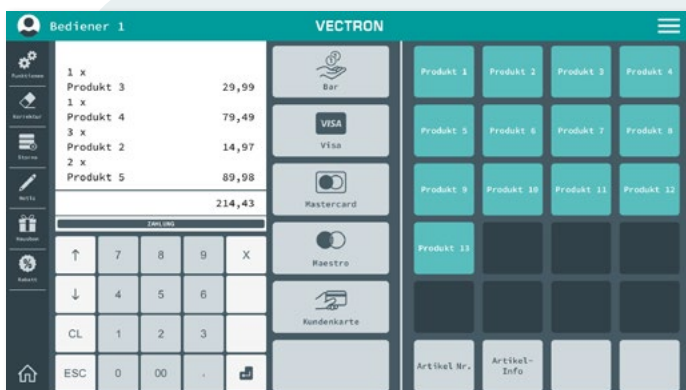 Bediener 1
VECTRON
Funktionen
Korrektur
Storno
Notiz
Hausbon
Rabatt
1 x
Produkt 3 29,99
1 x
Produkt 4 79,49
3 x
Produkt 2 14,97
2 x
Produkt 5 89,98
214,43
ZAHLUNG
↑ 7 8 9 X
↓ 4 5 6
CL 1 2 3
ESC 0 00 .
Bar
VISA
Visa
Mastercard
Maestro
Kundenkarte
Produkt 1 Produkt 2 Produkt 3 Produkt 4
Produkt 5 Produkt 6 Produkt 7 Produkt 8
Produkt 9 Produkt 10 Produkt 11 Produkt 12
Produkt 13
Artikel Nr. Artikel-
Info